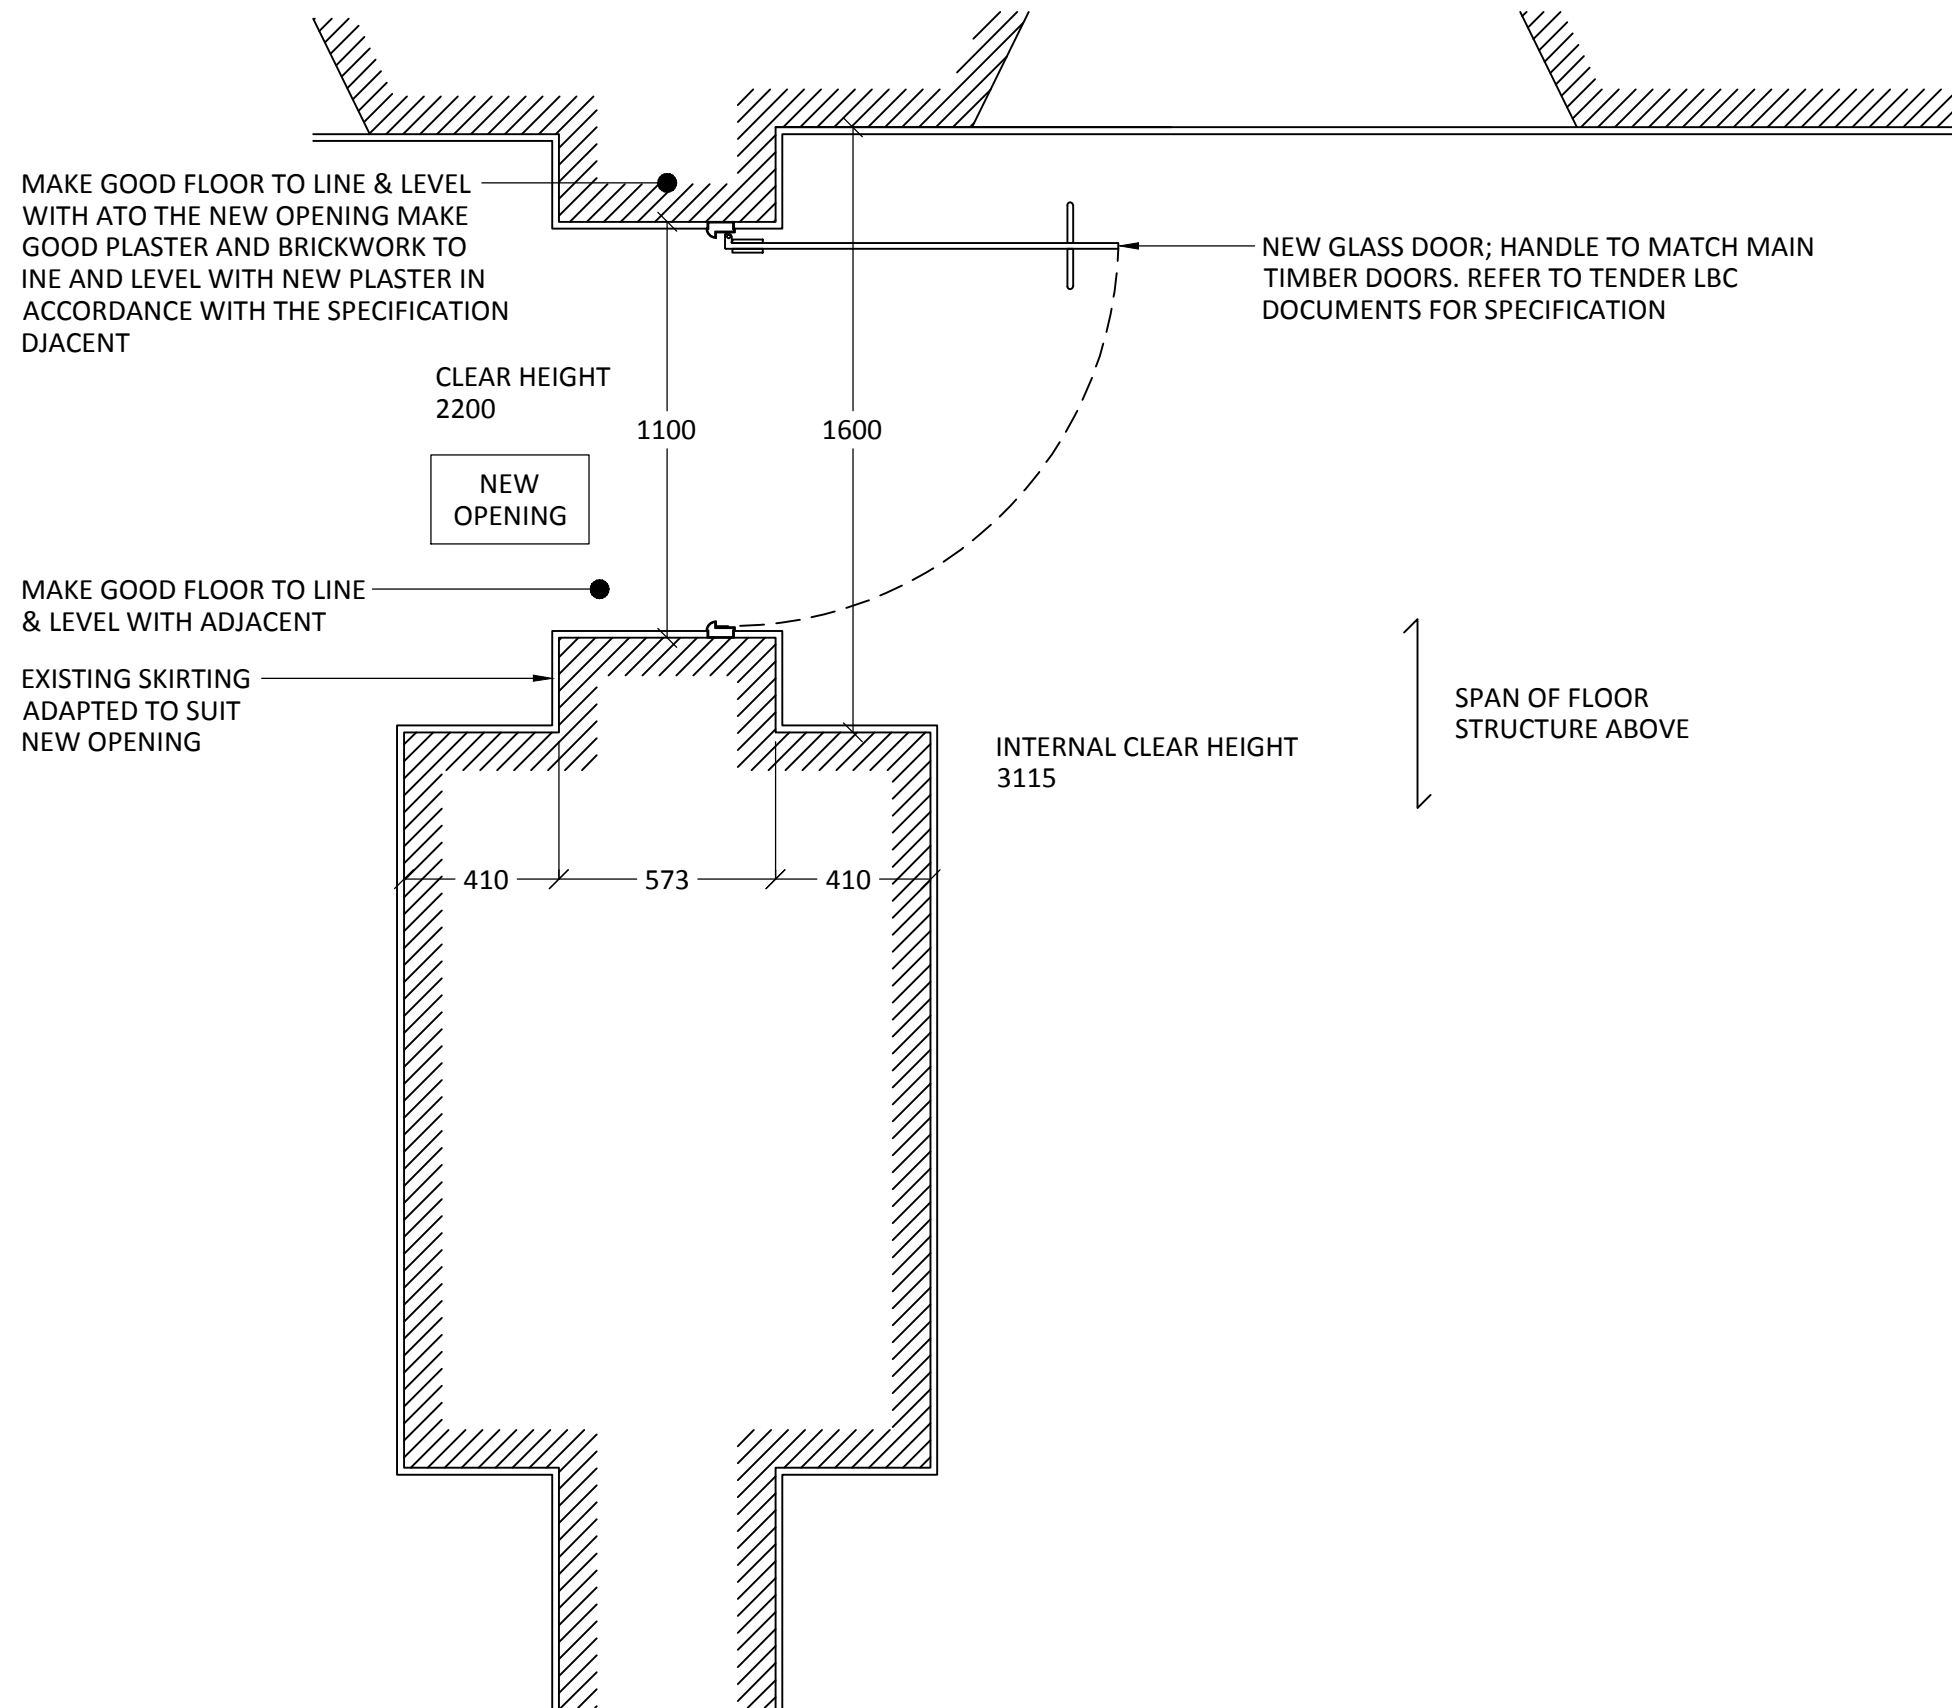 MAKE GOOD FLOOR TO LINE & LEVEL
WITH ATO THE NEW OPENING MAKE
GOOD PLASTER AND BRICKWORK TO
INE AND LEVEL WITH NEW PLASTER IN
ACCORDANCE WITH THE SPECIFICATION
DJACENT
NEW GLASS DOOR; HANDLE TO MATCH MAIN
TIMBER DOORS. REFER TO TENDER LBC
DOCUMENTS FOR SPECIFICATION
CLEAR HEIGHT
2200
1100
1600
NEW
OPENING
MAKE GOOD FLOOR TO LINE
& LEVEL WITH ADJACENT
EXISTING SKIRTING
ADAPTED TO SUIT
NEW OPENING
SPAN OF FLOOR
STRUCTURE ABOVE
INTERNAL CLEAR HEIGHT
3115
410
573
410